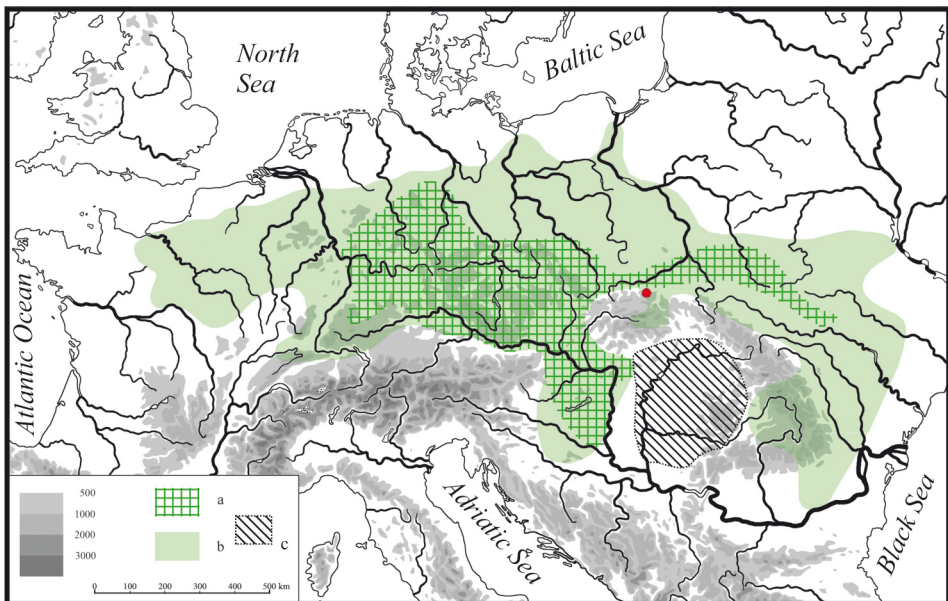 North
Sea
Baltic Sea
Atlantic Ocean
Adriatic Sea
Black Sea
500
1000
2000
3000
a
b
c
0 100 200 300 400 500 km